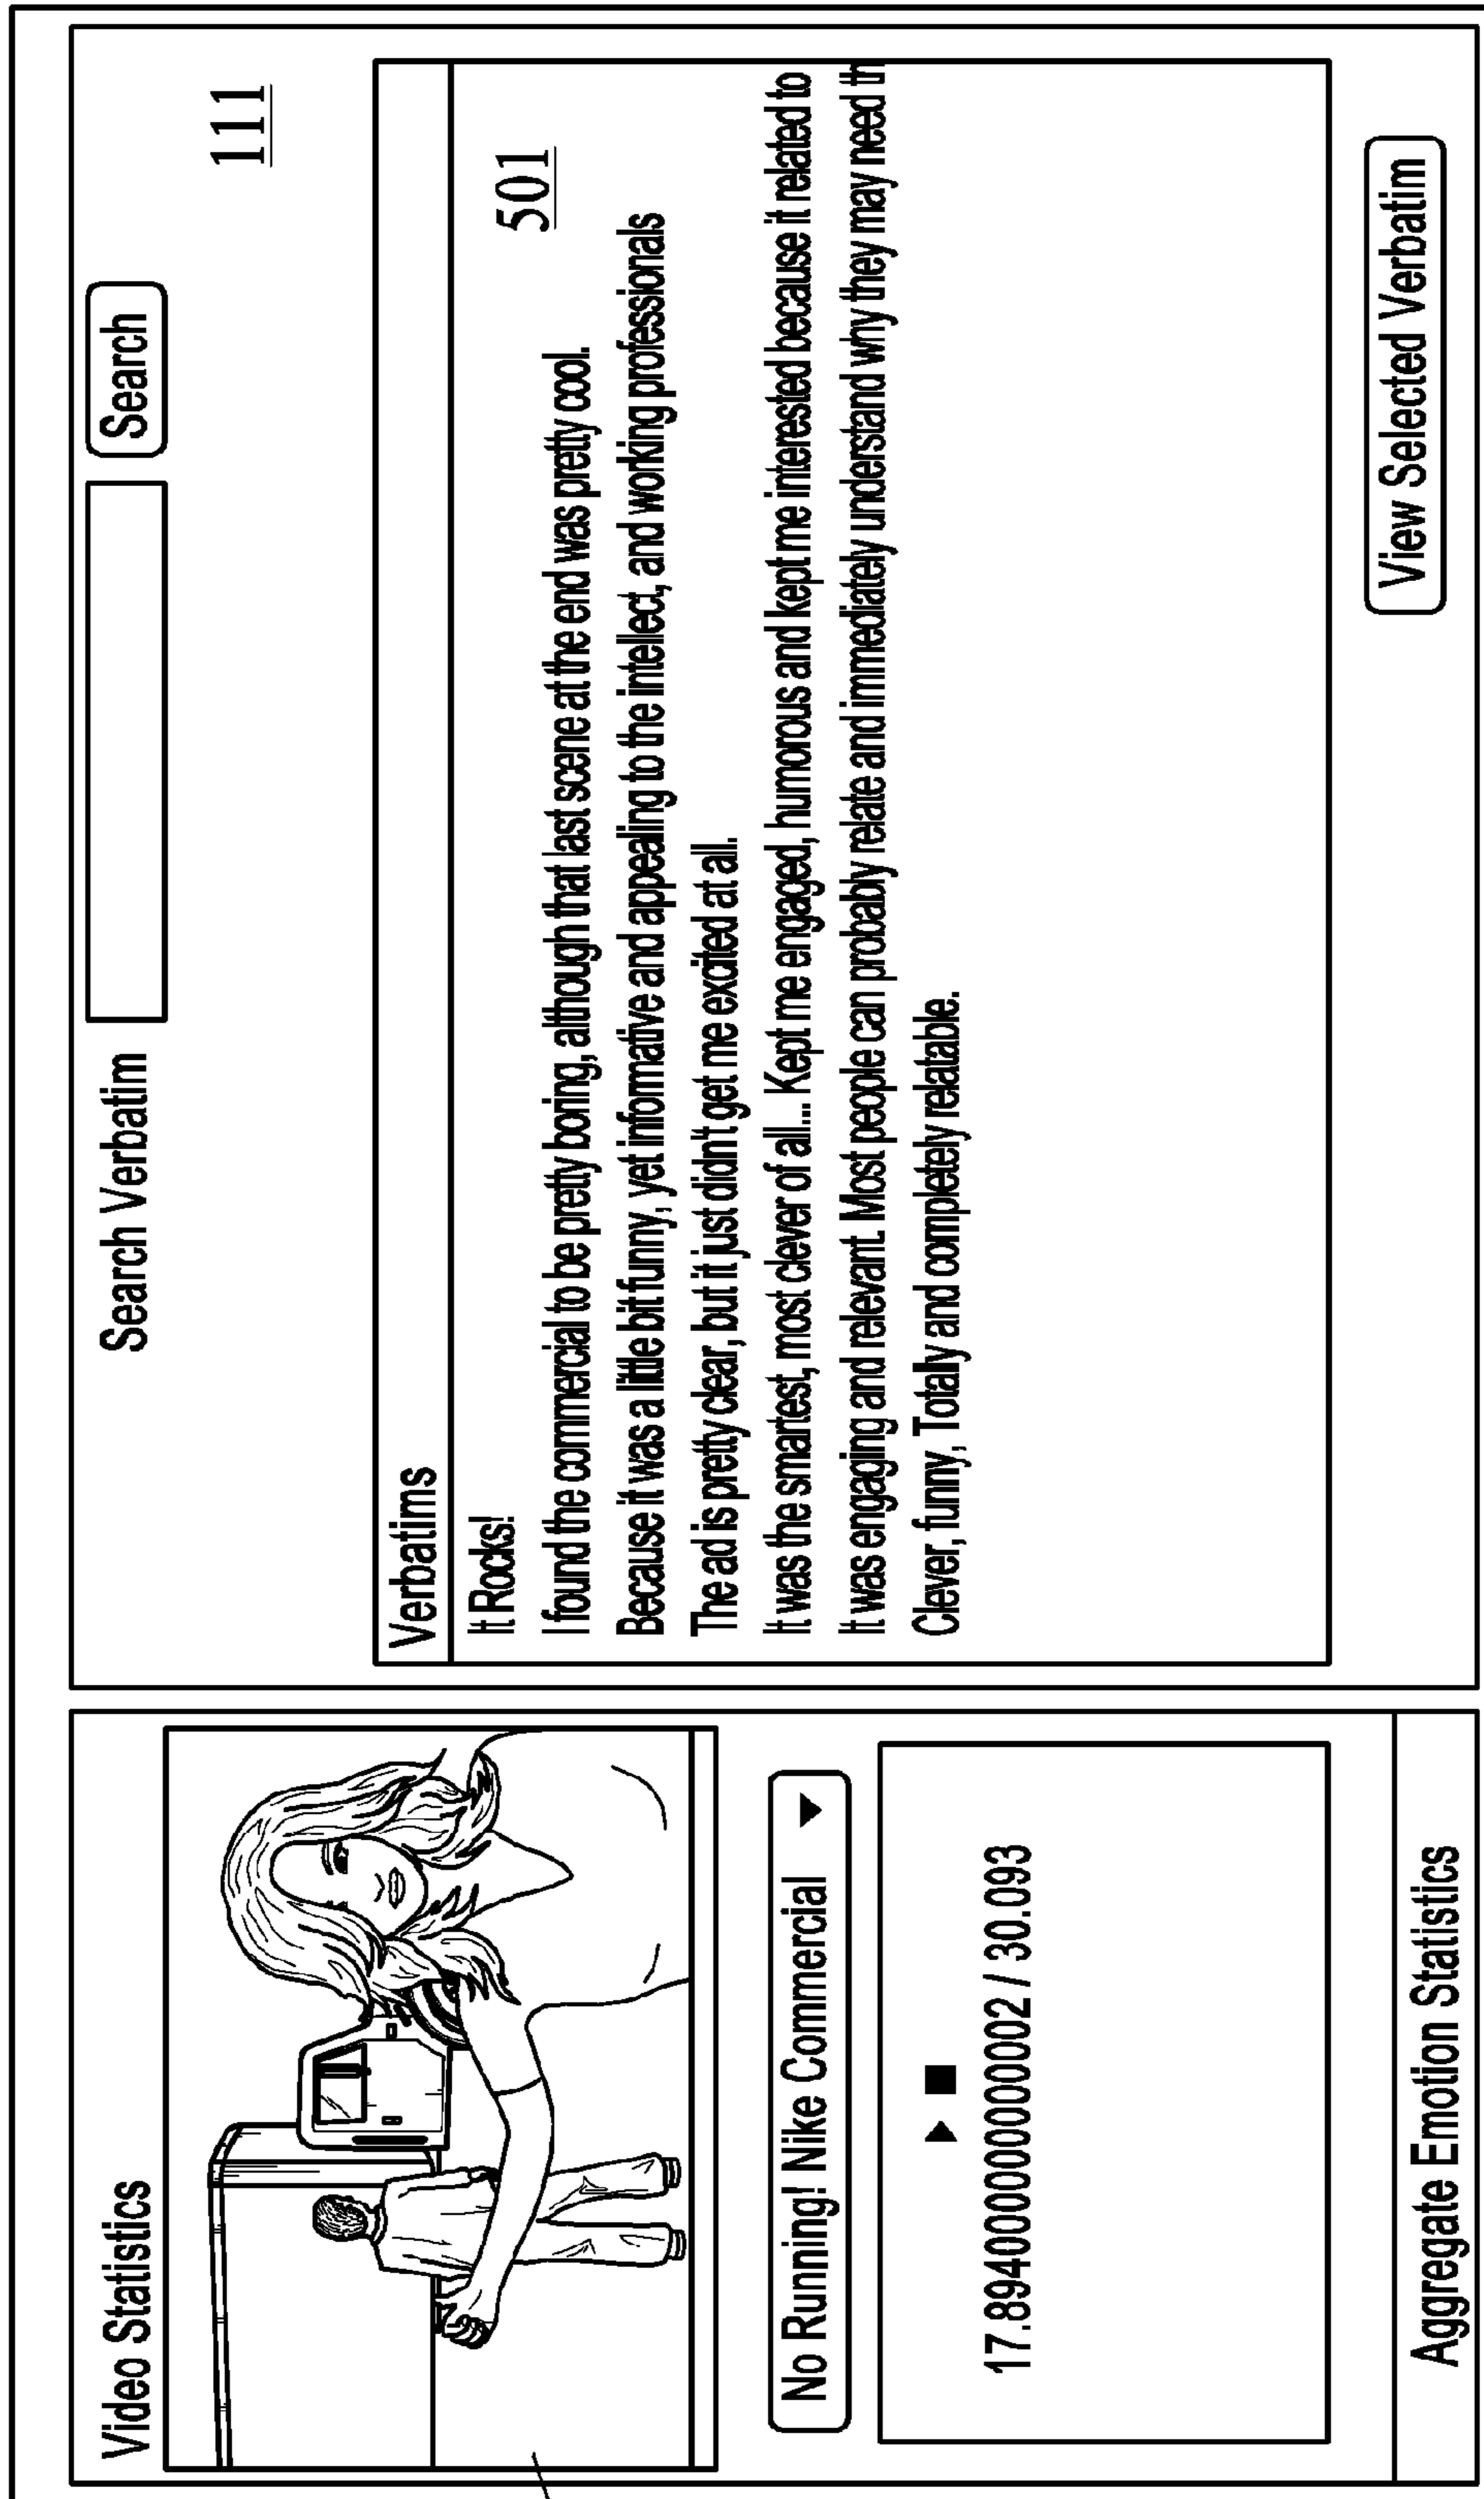 Video Statistics
No Running! Nike Commercial
17.894000000000002 / 30.093
Aggregate Emotion Statistics
Search Verbatim
Search
111
Verbatims
501
It Rocks!
I found the commercial to be pretty boring, although that last scene at the end was pretty cool.
Because it was a little bit funny, yet informative and appealing to the intellect, and working professionals
The ad is pretty clear, but it just didn't get me excited at all.
It was the smartest, most clever of all...Kept me engaged, humorous and kept me interested because it related to
It was engaging and relevant. Most people can probably relate and immediately understand why they may need th
Clever, funny, Totally and completely relatable.
View Selected Verbatim